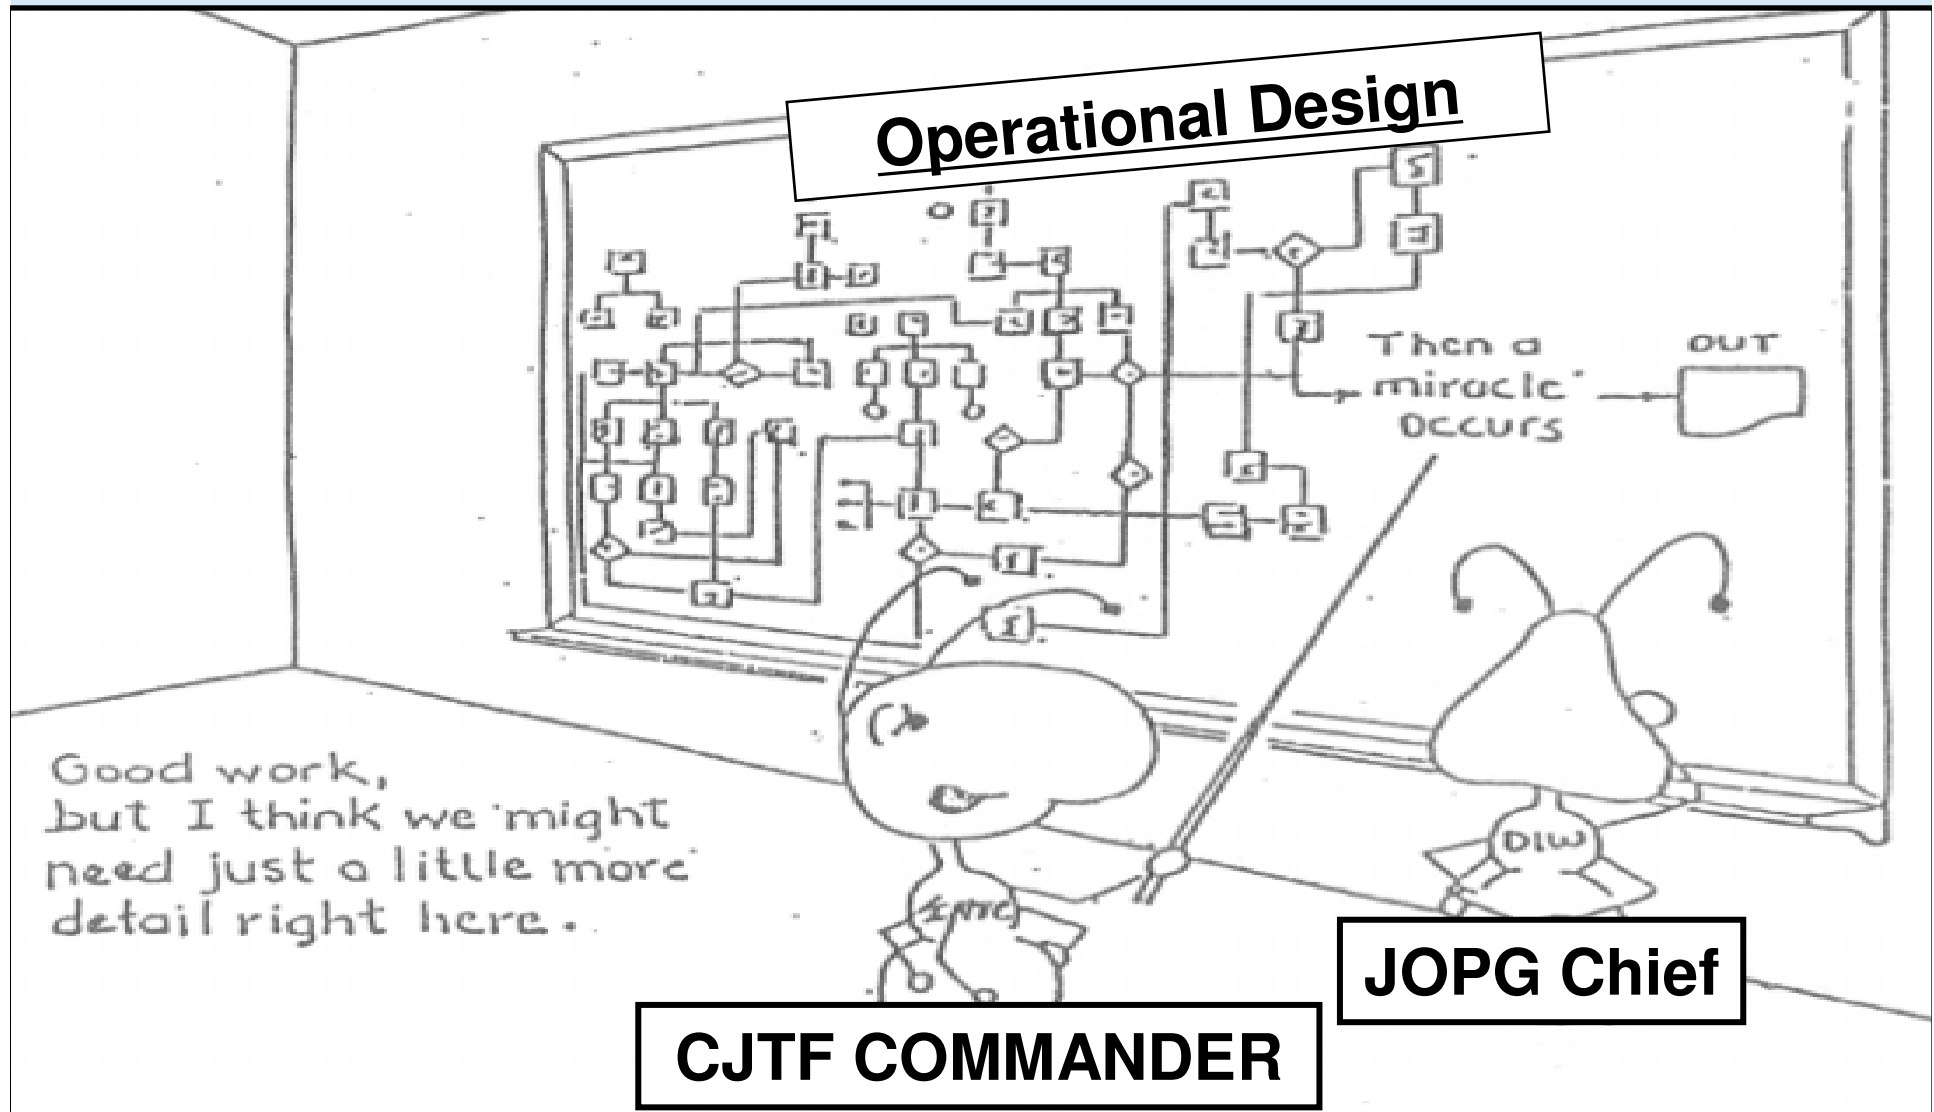 Operational Design
Then a
miracle
occurs
OUT
Good work,
but I think we might
need just a little more
detail right here.
DIW
JOPG Chief
CJTF COMMANDER